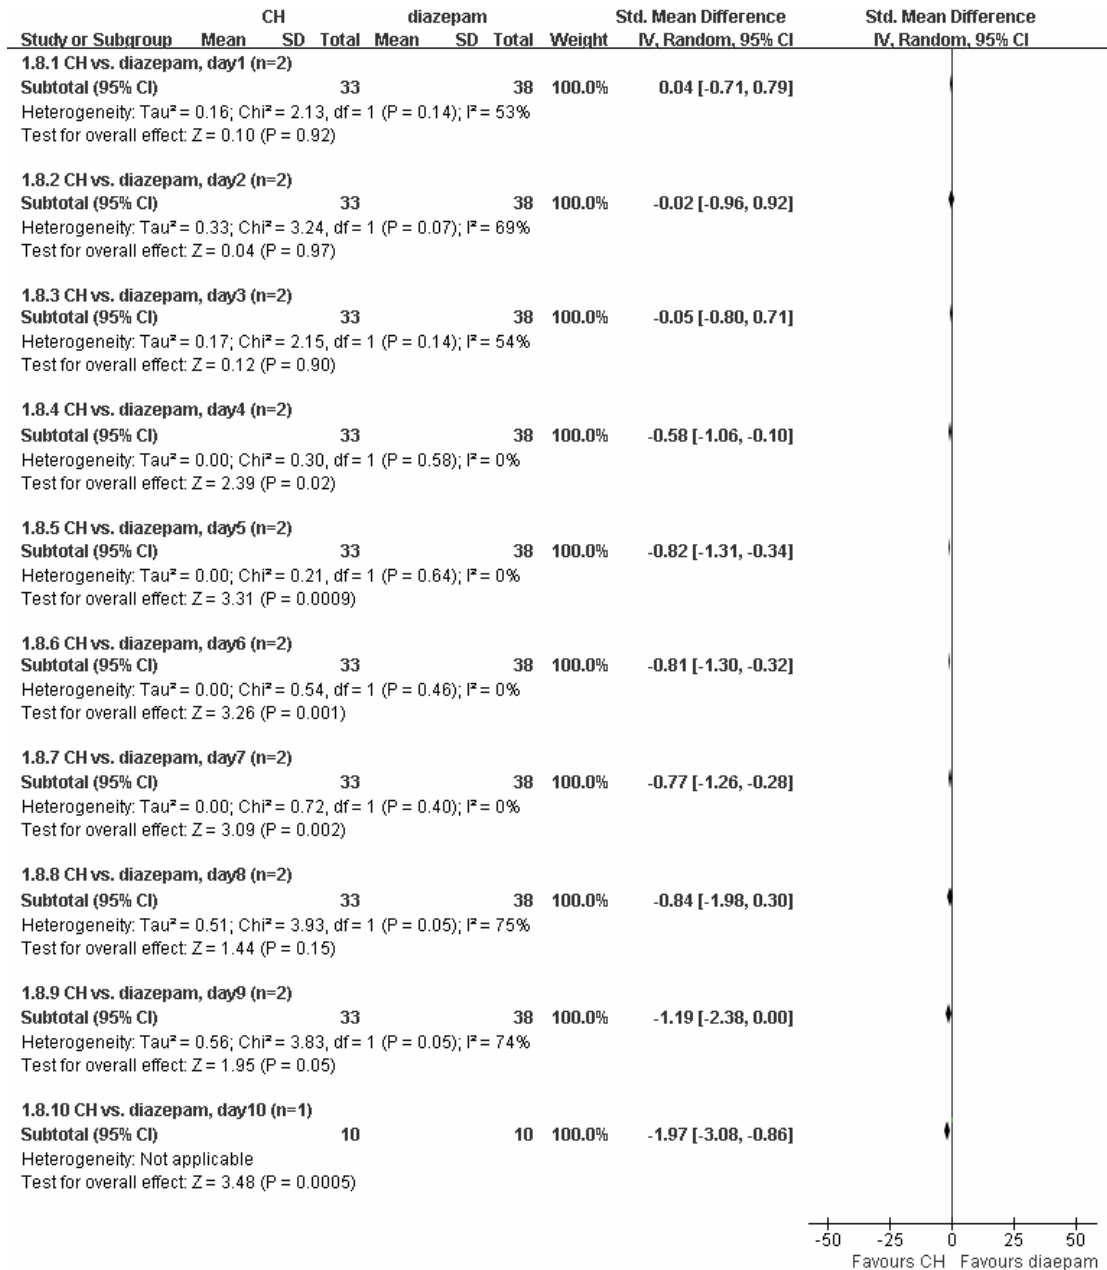 CH diazepam Std. Mean Difference Std. Mean Difference
Study or Subgroup Mean SD Total Mean SD Total Weight IV, Random, 95% CI IV, Random, 95% CI
1.8.1 CH vs. diazepam, day1 (n=2)
Subtotal (95% CI) 33 38 100.0% 0.04 [-0.71, 0.79]
Heterogeneity: Tau² = 0.16; Chi² = 2.13, df = 1 (P = 0.14); I² = 53%
Test for overall effect: Z = 0.10 (P = 0.92)
1.8.2 CH vs. diazepam, day2 (n=2)
Subtotal (95% CI) 33 38 100.0% -0.02 [-0.96, 0.92]
Heterogeneity: Tau² = 0.33; Chi² = 3.24, df = 1 (P = 0.07); I² = 69%
Test for overall effect: Z = 0.04 (P = 0.97)
1.8.3 CH vs. diazepam, day3 (n=2)
Subtotal (95% CI) 33 38 100.0% -0.05 [-0.80, 0.71]
Heterogeneity: Tau² = 0.17; Chi² = 2.15, df = 1 (P = 0.14); I² = 54%
Test for overall effect: Z = 0.12 (P = 0.90)
1.8.4 CH vs. diazepam, day4 (n=2)
Subtotal (95% CI) 33 38 100.0% -0.58 [-1.06, -0.10]
Heterogeneity: Tau² = 0.00; Chi² = 0.30, df = 1 (P = 0.58); I² = 0%
Test for overall effect: Z = 2.39 (P = 0.02)
1.8.5 CH vs. diazepam, day5 (n=2)
Subtotal (95% CI) 33 38 100.0% -0.82 [-1.31, -0.34]
Heterogeneity: Tau² = 0.00; Chi² = 0.21, df = 1 (P = 0.64); I² = 0%
Test for overall effect: Z = 3.31 (P = 0.0009)
1.8.6 CH vs. diazepam, day6 (n=2)
Subtotal (95% CI) 33 38 100.0% -0.81 [-1.30, -0.32]
Heterogeneity: Tau² = 0.00; Chi² = 0.54, df = 1 (P = 0.46); I² = 0%
Test for overall effect: Z = 3.26 (P = 0.001)
1.8.7 CH vs. diazepam, day7 (n=2)
Subtotal (95% CI) 33 38 100.0% -0.77 [-1.26, -0.28]
Heterogeneity: Tau² = 0.00; Chi² = 0.72, df = 1 (P = 0.40); I² = 0%
Test for overall effect: Z = 3.09 (P = 0.002)
1.8.8 CH vs. diazepam, day8 (n=2)
Subtotal (95% CI) 33 38 100.0% -0.84 [-1.98, 0.30]
Heterogeneity: Tau² = 0.51; Chi² = 3.93, df = 1 (P = 0.05); I² = 75%
Test for overall effect: Z = 1.44 (P = 0.15)
1.8.9 CH vs. diazepam, day9 (n=2)
Subtotal (95% CI) 33 38 100.0% -1.19 [-2.38, 0.00]
Heterogeneity: Tau² = 0.56; Chi² = 3.83, df = 1 (P = 0.05); I² = 74%
Test for overall effect: Z = 1.95 (P = 0.05)
1.8.10 CH vs. diazepam, day10 (n=1)
Subtotal (95% CI) 10 10 100.0% -1.97 [-3.08, -0.86]
Heterogeneity: Not applicable
Test for overall effect: Z = 3.48 (P = 0.0005)
-50 -25 0 25 50
Favours CH Favours diaepam